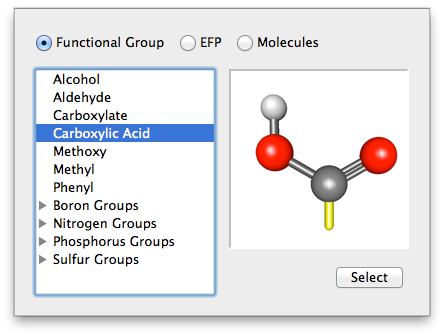 Functional Group EFP Molecules
Alcohol
Aldehyde
Carboxylate
Carboxylic Acid
Methoxy
Methyl
Phenyl
Boron Groups
Nitrogen Groups
Phosphorus Groups
Sulfur Groups
Select